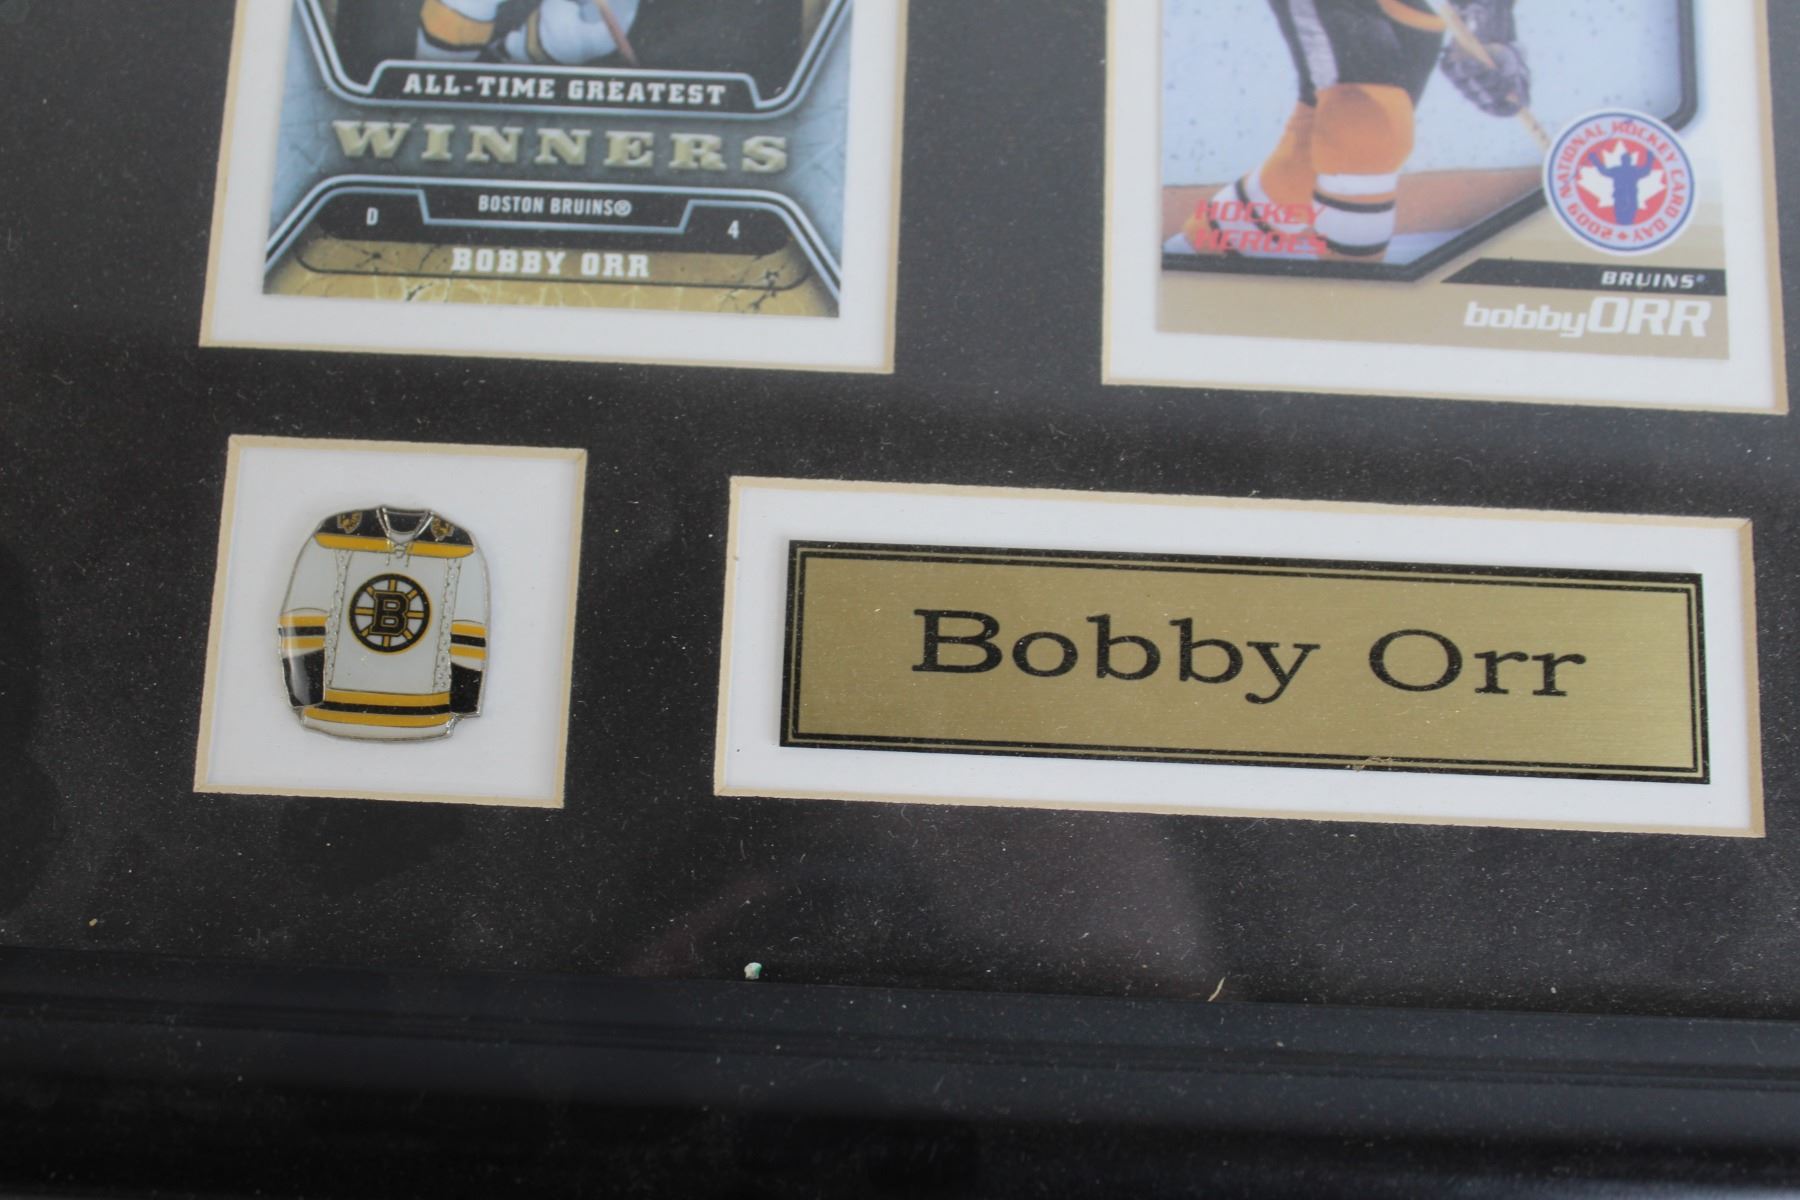 ALL-TIME GREATEST
WINNERS
BOSTON BRUINS®
D
4
BOBBY ORR
NATIONAL HOCKEY CARD DAY
★ 2009 ★
HOCKEY
HEROES
BRUINS®
bobbyORR
B
Bobby Orr